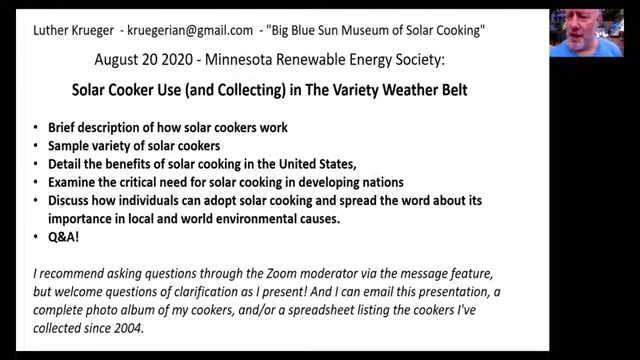 Luther Krueger - kruegerian@gmail.com - "Big Blue Sun Museum of Solar Cooking"
August 20 2020 - Minnesota Renewable Energy Society:
Solar Cooker Use (and Collecting) in The Variety Weather Belt
• Brief description of how solar cookers work
• Sample variety of solar cookers
• Detail the benefits of solar cooking in the United States,
• Examine the critical need for solar cooking in developing nations
• Discuss how individuals can adopt solar cooking and spread the word about its
importance in local and world environmental causes.
• Q&A!
I recommend asking questions through the Zoom moderator via the message feature,
but welcome questions of clarification as I present! And I can email this presentation, a
complete photo album of my cookers, and/or a spreadsheet listing the cookers I've
collected since 2004.